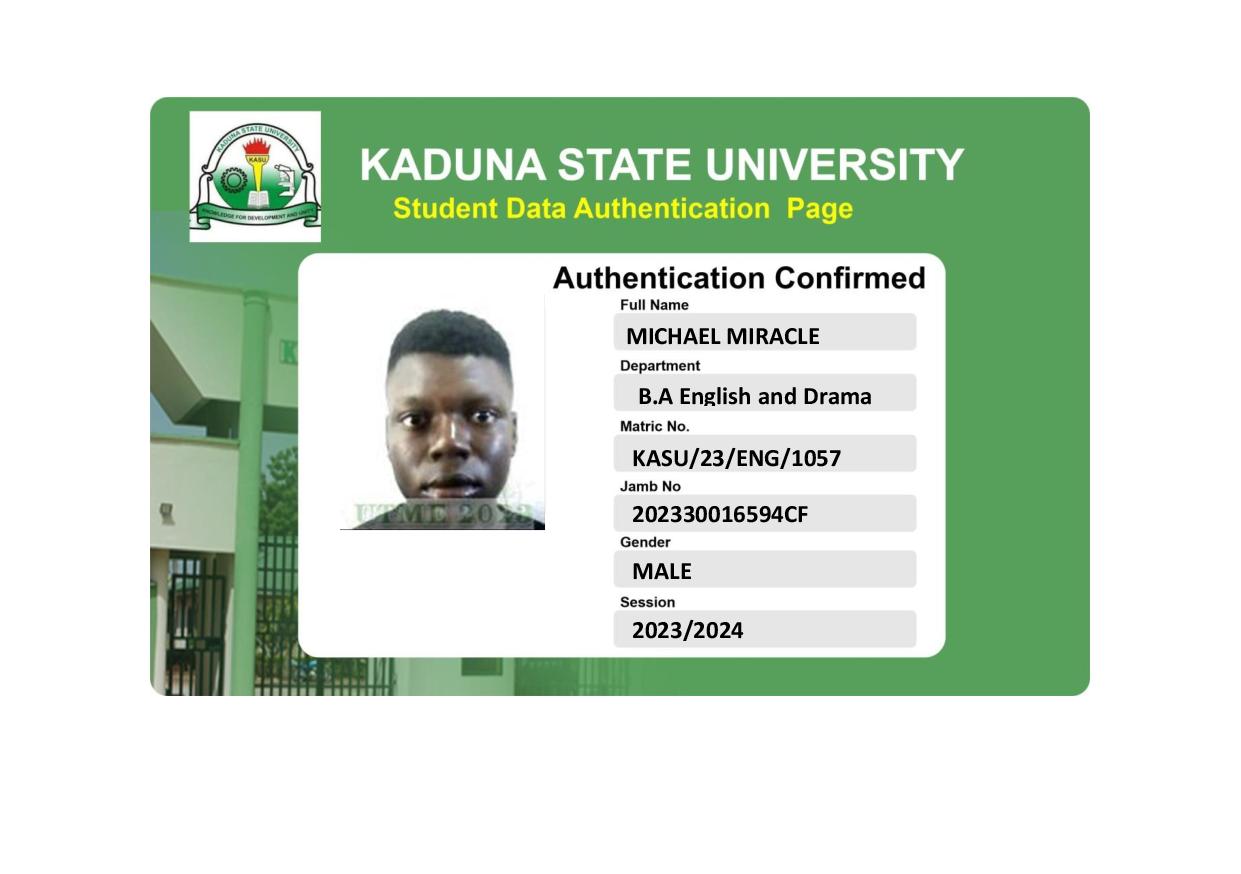 KADUNA STATE UNIVERSITY
KASU
KNOWLEDGE FOR DEVELOPMENT AND UNITY
KADUNA STATE UNIVERSITY
Student Data Authentication Page
Authentication Confirmed
Full Name
MICHAEL MIRACLE
Department
B.A English and Drama
Matric No.
KASU/23/ENG/1057
Jamb No
202330016594CF
Gender
MALE
Session
2023/2024
UTME 2023
K